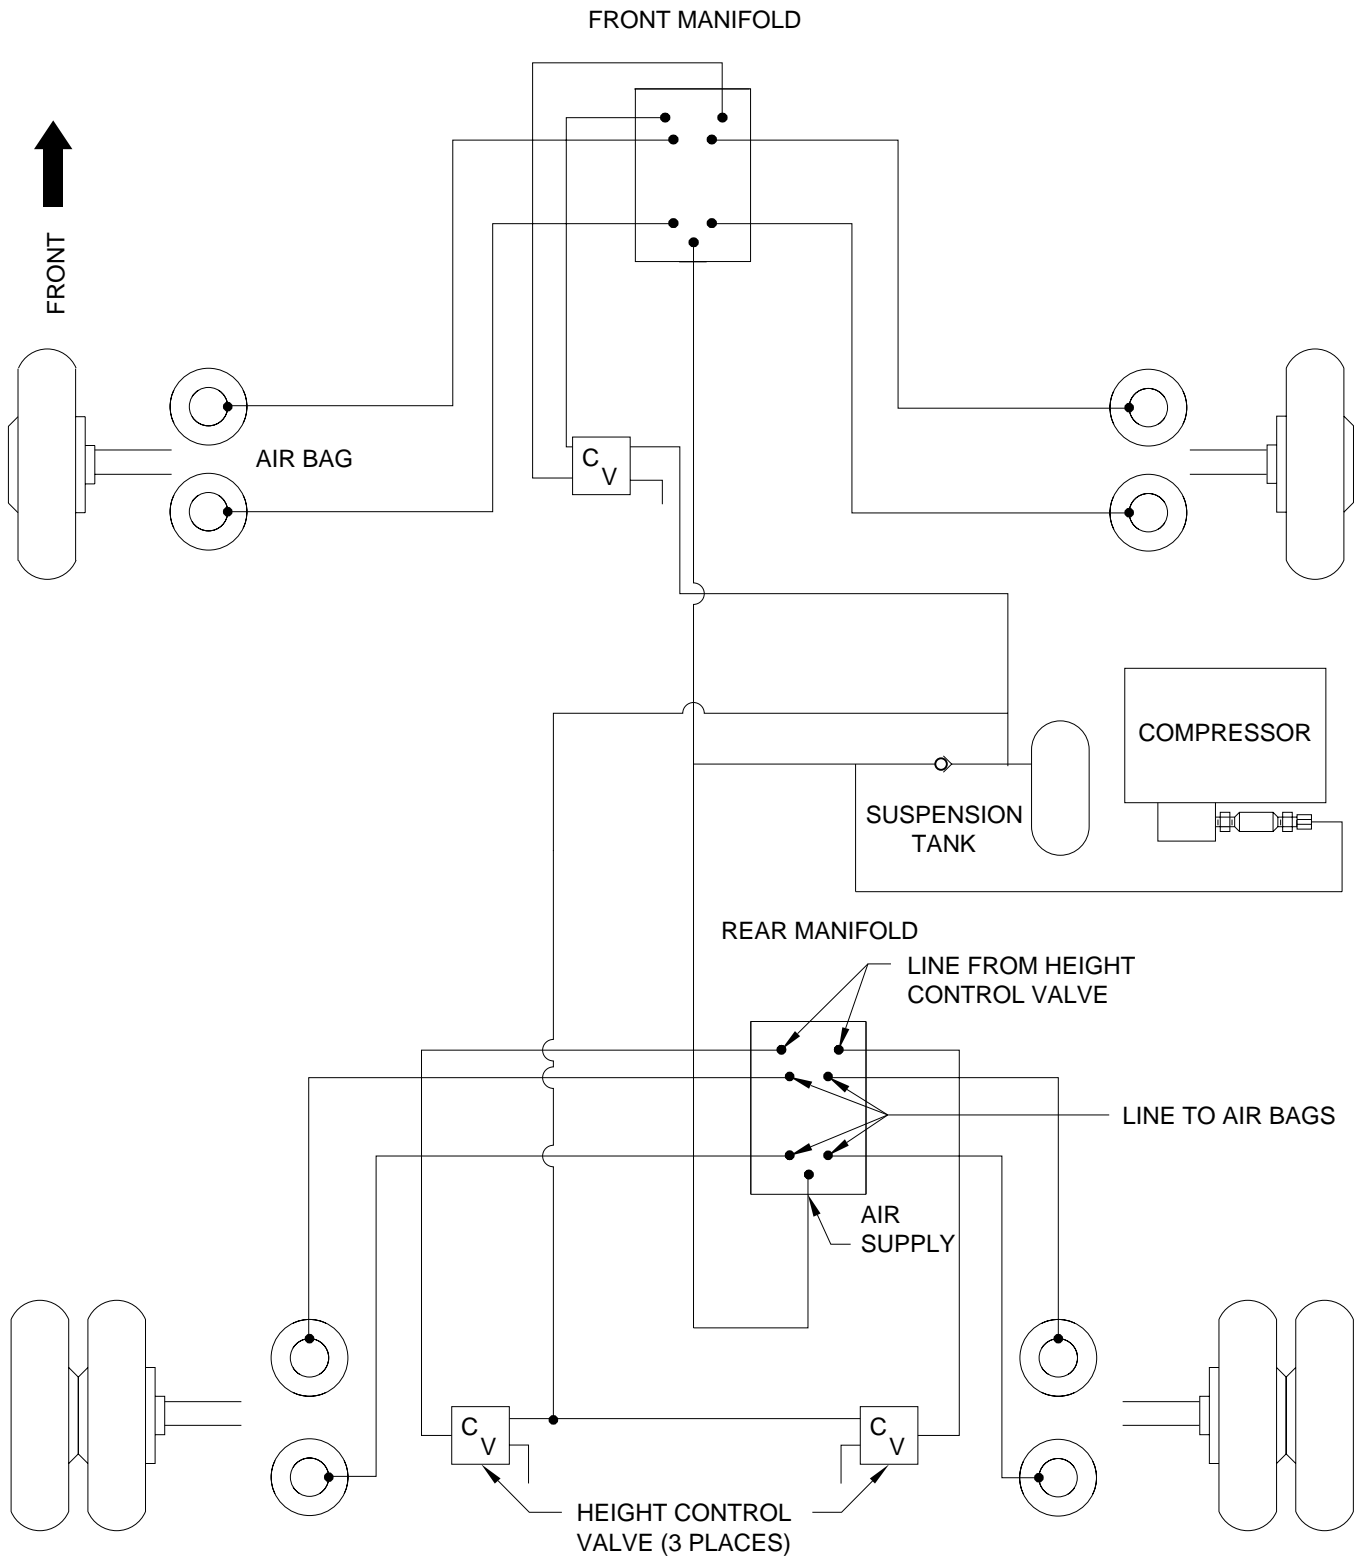 FRONT MANIFOLD
FRONT
AIR BAG
C
V
COMPRESSOR
SUSPENSION
TANK
REAR MANIFOLD
LINE FROM HEIGHT
CONTROL VALVE
LINE TO AIR BAGS
AIR
SUPPLY
C
V
C
V
HEIGHT CONTROL
VALVE (3 PLACES)